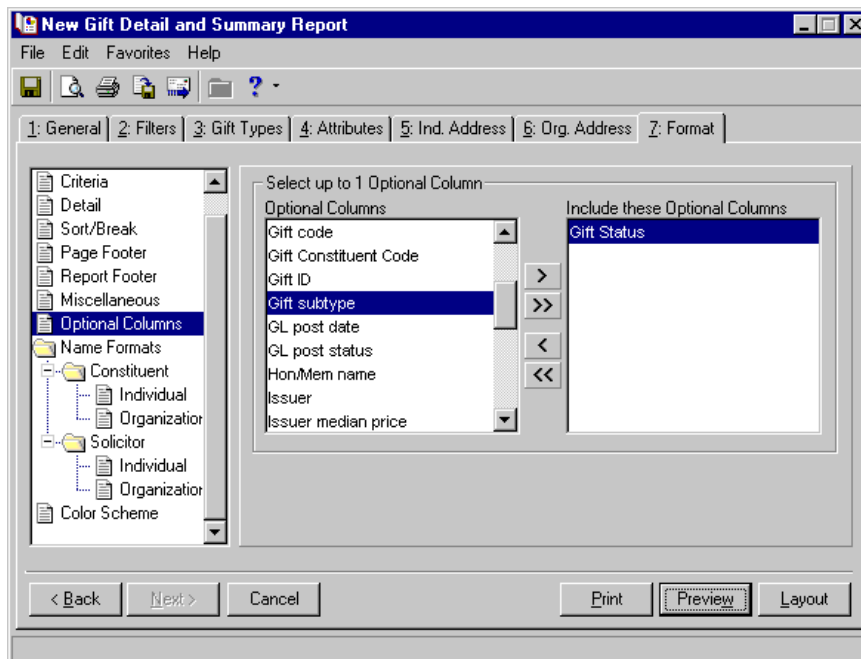 New Gift Detail and Summary Report
File Edit Favorites Help
?
1: General 2: Filters 3: Gift Types 4: Attributes 5: Ind. Address 6: Org. Address 7: Format
Criteria
Detail
Sort/Break
Page Footer
Report Footer
Miscellaneous
Optional Columns
Name Formats
Constituent
Individual
Organization
Solicitor
Individual
Organization
Color Scheme
Select up to 1 Optional Column
Optional Columns
Gift code
Gift Constituent Code
Gift ID
Gift subtype
GL post date
GL post status
Hon/Mem name
Issuer
Issuer median price
>
>>
<
<<
Include these Optional Columns
Gift Status
< Back Next > Cancel Print Preview Layout